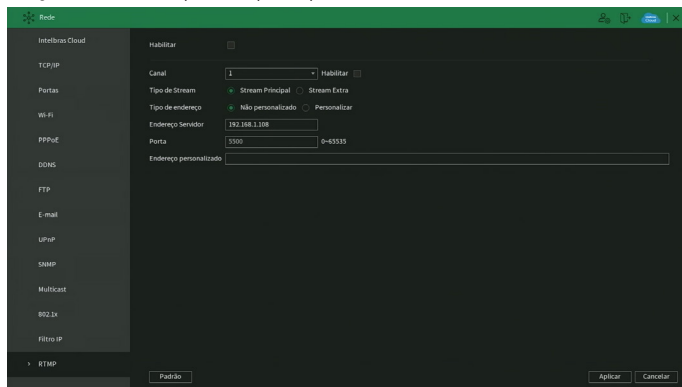 Rede
Intelbras Cloud
TCP/IP
Portas
Wi-Fi
PPPoE
DDNS
FTP
E-mail
UPnP
SNMP
Multicast
802.1x
Filtro IP
> RTMP
Habilitar
Canal 1 Habilitar
Tipo de Stream Stream Principal Stream Extra
Tipo de endereço Não personalizado Personalizar
Endereço Servidor 192.168.1.108
Porta 5500 0~65535
Endereço personalizado
Padrão Aplicar Cancelar